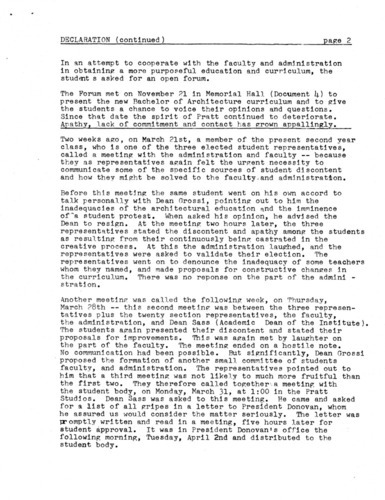 DECLARATION (continued) page 2
In an attempt to cooperate with the faculty and administration
in obtaining a more purposeful education and curriculum, the
students asked for an open forum.
The Forum met on November 21 in Memorial Hall (Document 4) to
present the new Bachelor of Architecture curriculum and to give
the students a chance to voice their opinions and questions.
Since that date the spirit of Pratt continued to deteriorate.
Apathy, lack of commitment and contact has grown appallingly.
Two weeks ago, on March 21st, a member of the present second year
class, who is one of the three elected student representatives,
called a meeting with the administration and faculty -- because
they as representatives again felt the urgent necessity to
communicate some of the specific sources of student discontent
and how they might be solved to the faculty and administration.
Before this meeting the same student went on his own accord to
talk personally with Dean Grossi, pointing out to him the
inadequacies of the architectural education and the imminence
of a student protest. When asked his opinion, he advised the
Dean to resign. At the meeting two hours later, the three
representatives stated the discontent and apathy among the students
as resulting from their continuously being castrated in the
creative process. At this the administration laughed, and the
representatives were asked to validate their election. The
representatives went on to denounce the inadequacy of some teachers
whom they named, and made proposals for constructive changes in
the curriculum. There was no reponse on the part of the admini -
stration.
Another meeting was called the following week, on Thursday,
March 28th -- this second meeting was between the three represen-
tatives plus the twenty section representatives, the faculty,
the administration, and Dean Sass (Academic Dean of the Institute).
The students again presented their discontent and stated their
proposals for improvements. This was again met by laughter on
the part of the faculty. The meeting ended on a hostile note.
No communication had been possible. But significantly, Dean Grossi
proposed the formation of another small committee of students
faculty, and administration. The representatives pointed out to
him that a third meeting was not likely to much more fruitful than
the first two. They therefore called together a meeting with
the student body, on Monday, March 31, at 1:00 in the Pratt
Studios. Dean Sass was asked to this meeting. He came and asked
for a list of all gripes in a letter to President Donovan, whom
he assured us would consider the matter seriously. The letter was
promptly written and read in a meeting, five hours later for
student approval. It was in President Donovan's office the
following morning, Tuesday, April 2nd and distributed to the
student body.